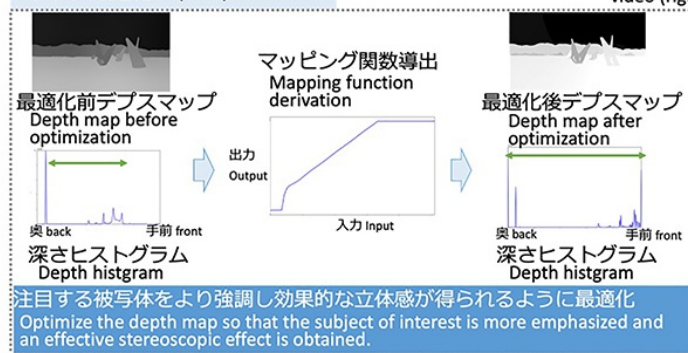 video (rig
最適化前デプスマップ
Depth map before
optimization
奥 back
手前 front
深さヒストグラム
Depth histgram
マッピング関数導出
Mapping function
derivation
出力
Output
入力 Input
最適化後デプスマップ
Depth map after
optimization
奥 back
手前 front
深さヒストグラム
Depth histgram
注目する被写体をより強調し効果的な立体感が得られるように最適化
Optimize the depth map so that the subject of interest is more emphasized and
an effective stereoscopic effect is obtained.